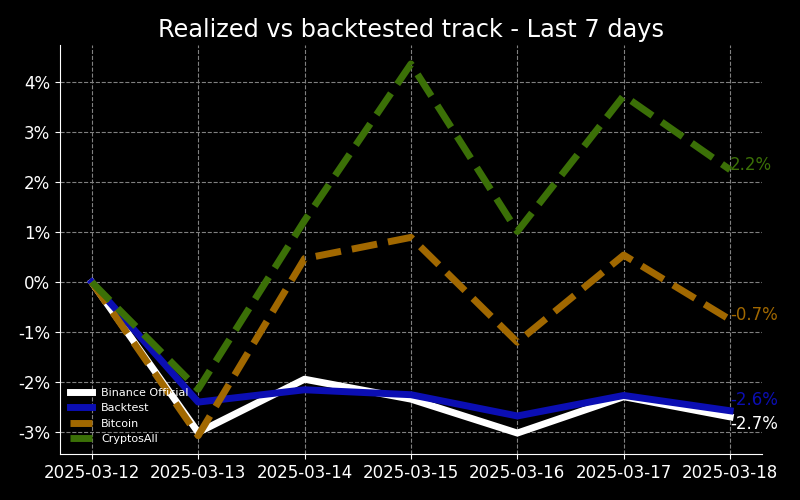 Realized vs backtested track - Last 7 days
4%
3%
2%
1%
0%
-1%
-2%
-3%
2.2%
-0.7%
-2.6%
-2.7%
Binance Official
Backtest
Bitcoin
CryptosAll
2025-03-12 2025-03-13 2025-03-14 2025-03-15 2025-03-16 2025-03-17 2025-03-18